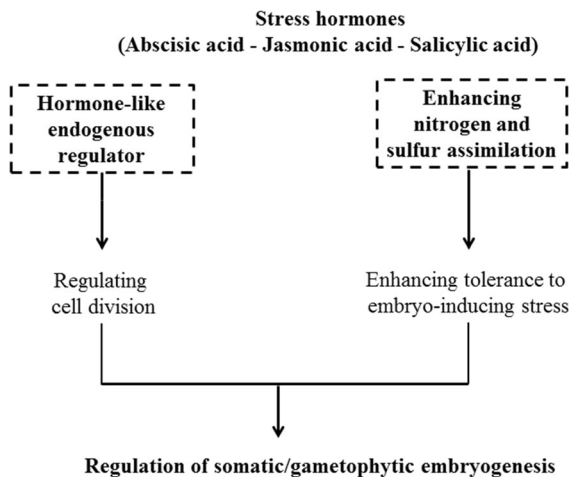 Stress hormones
(Abscisic acid - Jasmonic acid - Salicylic acid)
Hormone-like
endogenous
regulator
Enhancing
nitrogen and
sulfur assimilation
Regulating
cell division
Enhancing tolerance to
embryo-inducing stress
Regulation of somatic/gametophytic embryogenesis